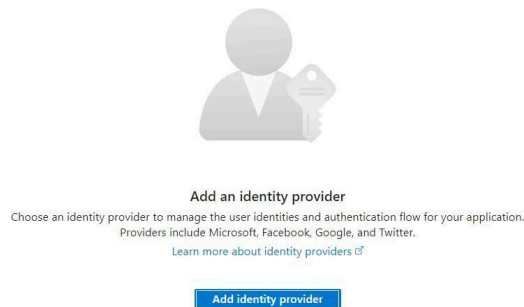 Add an identity provider
Choose an identity provider to manage the user identities and authentication flow for your application.
Providers include Microsoft, Facebook, Google, and Twitter.
Learn more about identity providers
Add identity provider